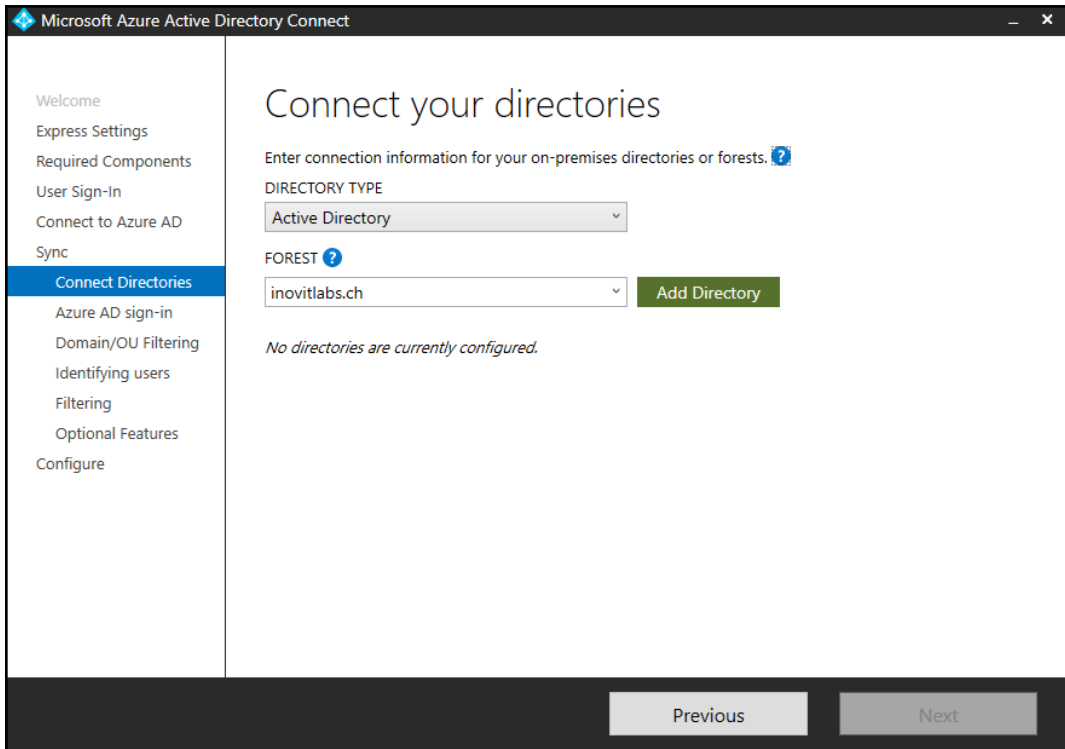 Microsoft Azure Active Directory Connect
Welcome
Express Settings
Required Components
User Sign-In
Connect to Azure AD
Sync
Connect Directories
Azure AD sign-in
Domain/OU Filtering
Identifying users
Filtering
Optional Features
Configure
Connect your directories
Enter connection information for your on-premises directories or forests. ?
DIRECTORY TYPE
Active Directory
FOREST ?
inovitlabs.ch
Add Directory
No directories are currently configured.
Previous
Next